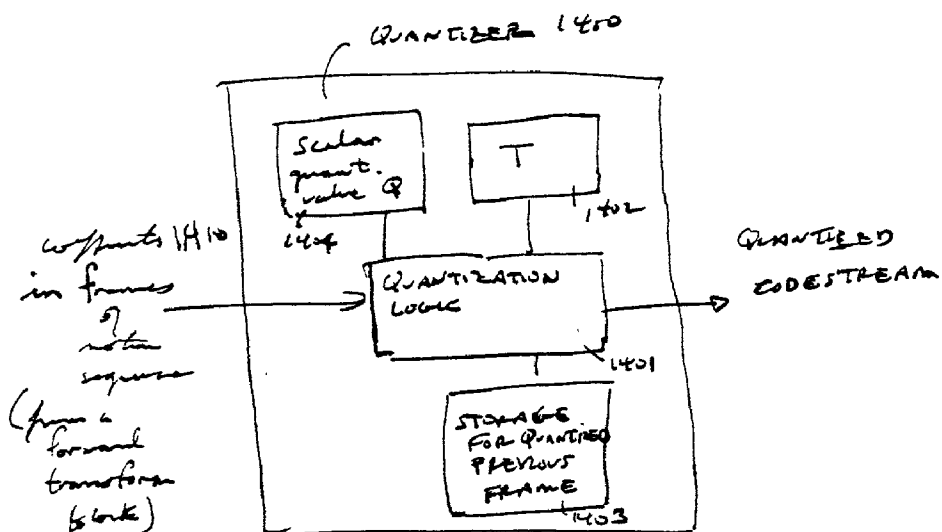 QUANTIZER 1400
Scalar
quant.
value Q
1404
T
1402
coefficients 1410
in frames
of
motion
sequence
(from a
forward
transform
block)
QUANTIZATION
LOGIC
1401
QUANTIZED
CODESTREAM
STORAGE
FOR QUANTIZED
PREVIOUS
FRAME
1403